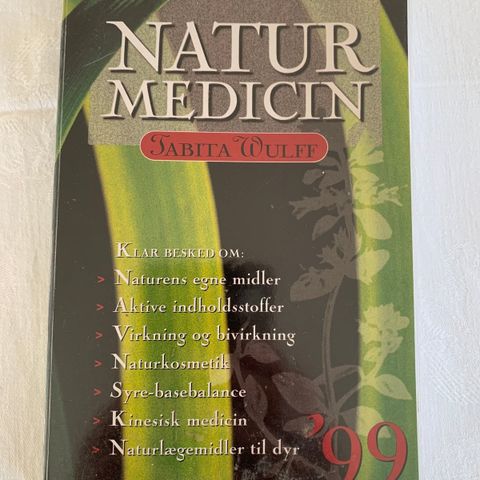 NATUR
MEDICIN
TABITA WULFF
KLAR BESKED OM:
> Naturens egne midler
> Aktive indholdsstoffer
> Virkning og bivirkning
> Naturkosmetik
> Syre-basebalance
> Kinesisk medicin
> Naturlægemidler til dyr
'99